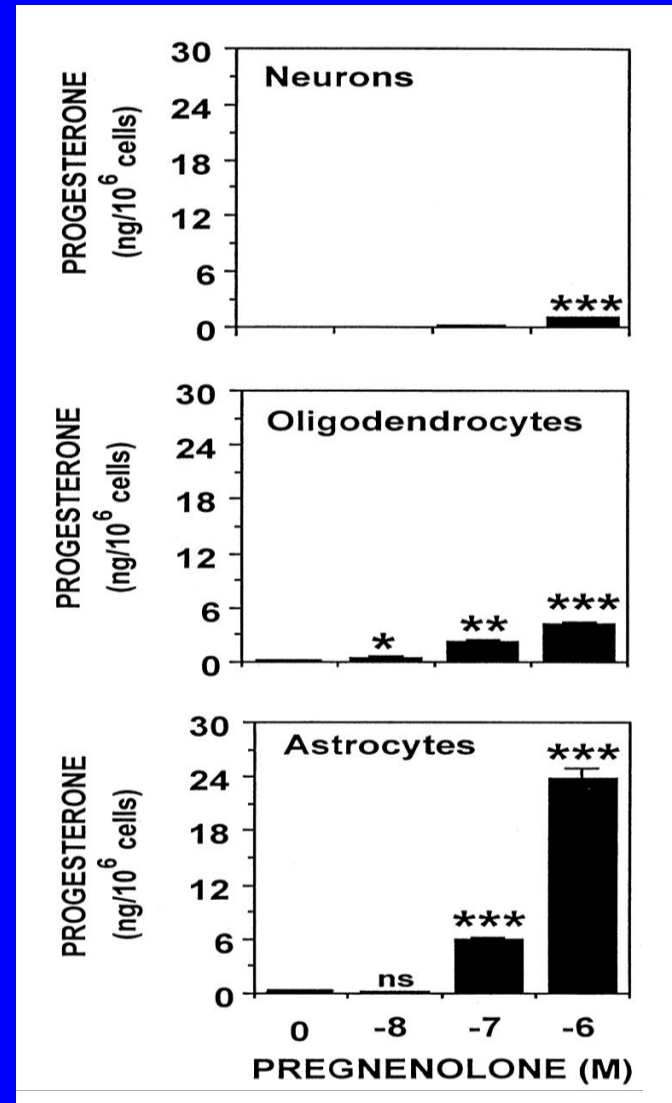 30
Neurons
24
18
12
6
0
PROGESTERONE
(ng/10⁶ cells)
***
30
Oligodendrocytes
24
18
12
6
0
PROGESTERONE
(ng/10⁶ cells)
*
**
***
30
Astrocytes
24
18
12
6
0
PROGESTERONE
(ng/10⁶ cells)
ns
***
***
0 -8 -7 -6
PREGNENOLONE (M)